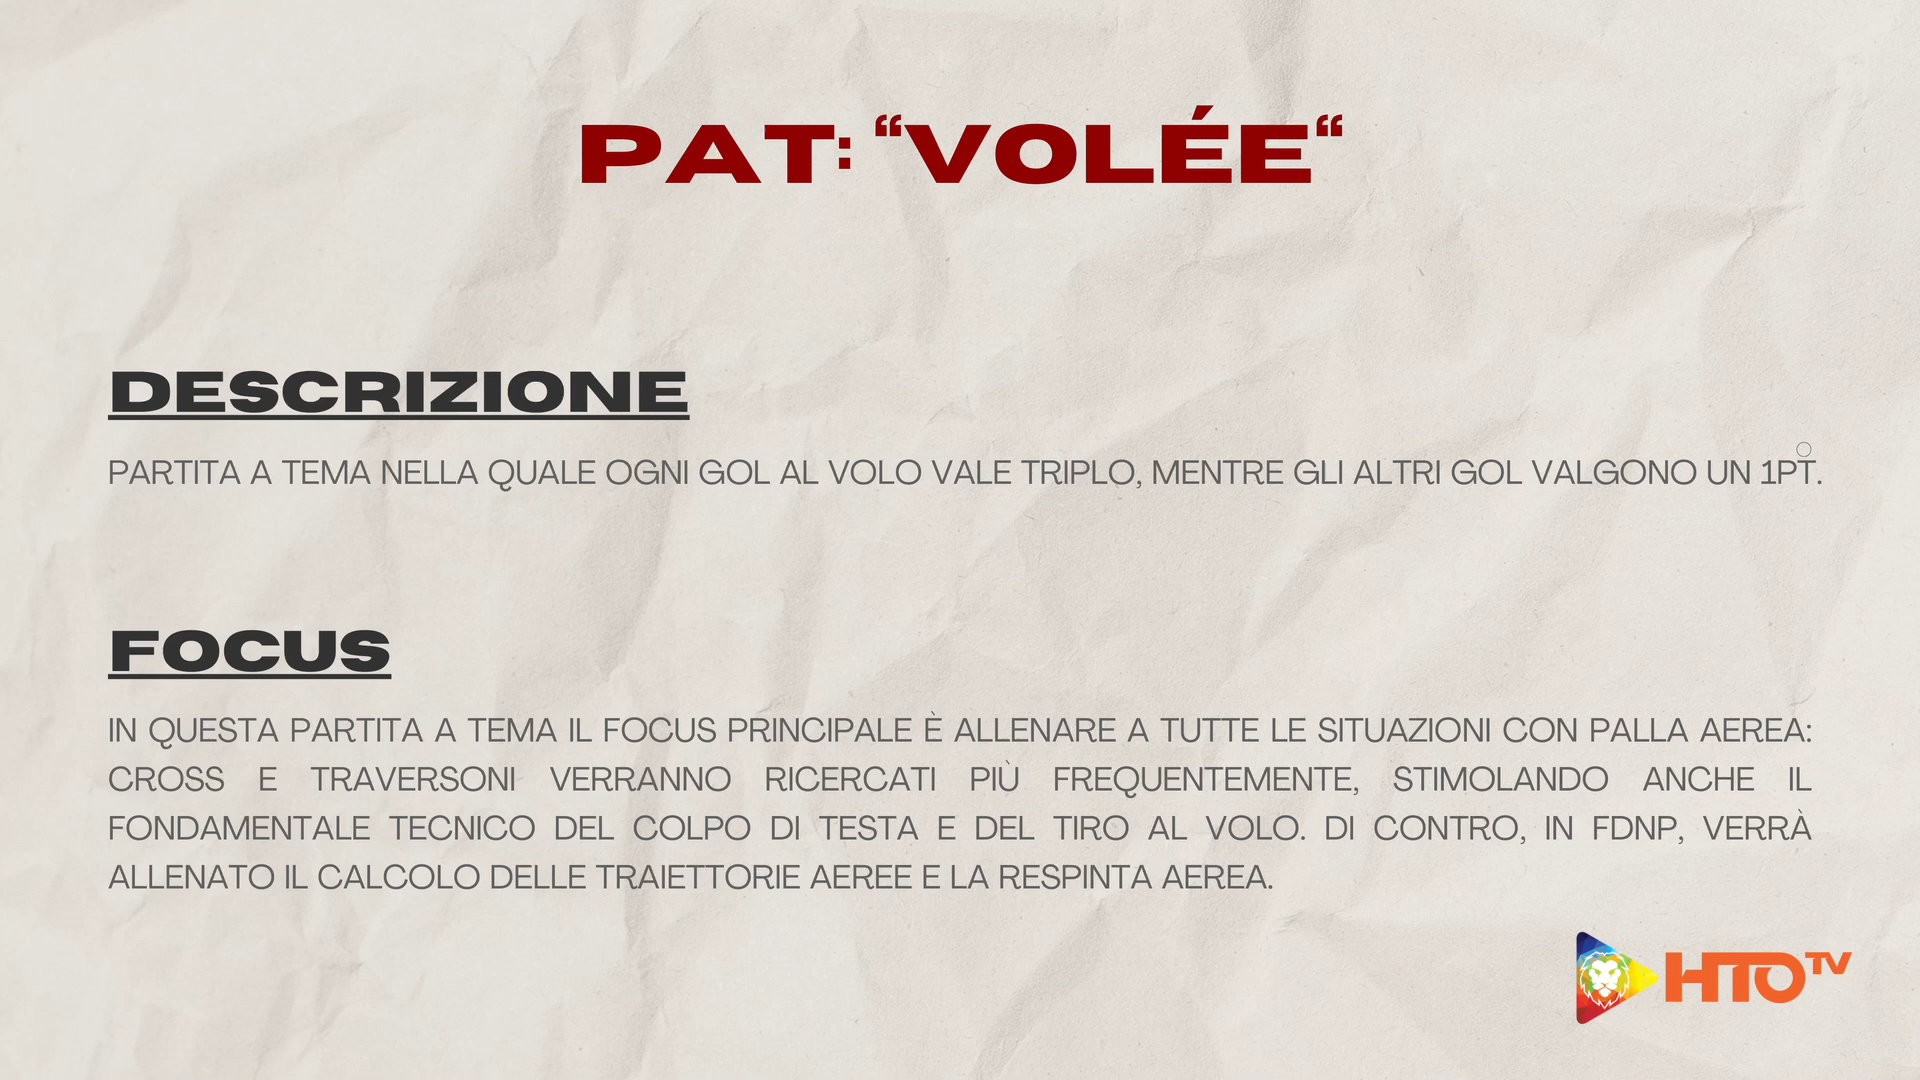 PAT: “VOLÉE“
DESCRIZIONE
PARTITA A TEMA NELLA QUALE OGNI GOL AL VOLO VALE TRIPLO, MENTRE GLI ALTRI GOL VALGONO UN 1PT.
FOCUS
IN QUESTA PARTITA A TEMA IL FOCUS PRINCIPALE È ALLENARE A TUTTE LE SITUAZIONI CON PALLA AEREA:
CROSS E TRAVERSONI VERRANNO RICERCATI PIÙ FREQUENTEMENTE, STIMOLANDO ANCHE IL
FONDAMENTALE TECNICO DEL COLPO DI TESTA E DEL TIRO AL VOLO. DI CONTRO, IN FDNP, VERRÀ
ALLENATO IL CALCOLO DELLE TRAIETTORIE AEREE E LA RESPINTA AEREA.
HTO TV